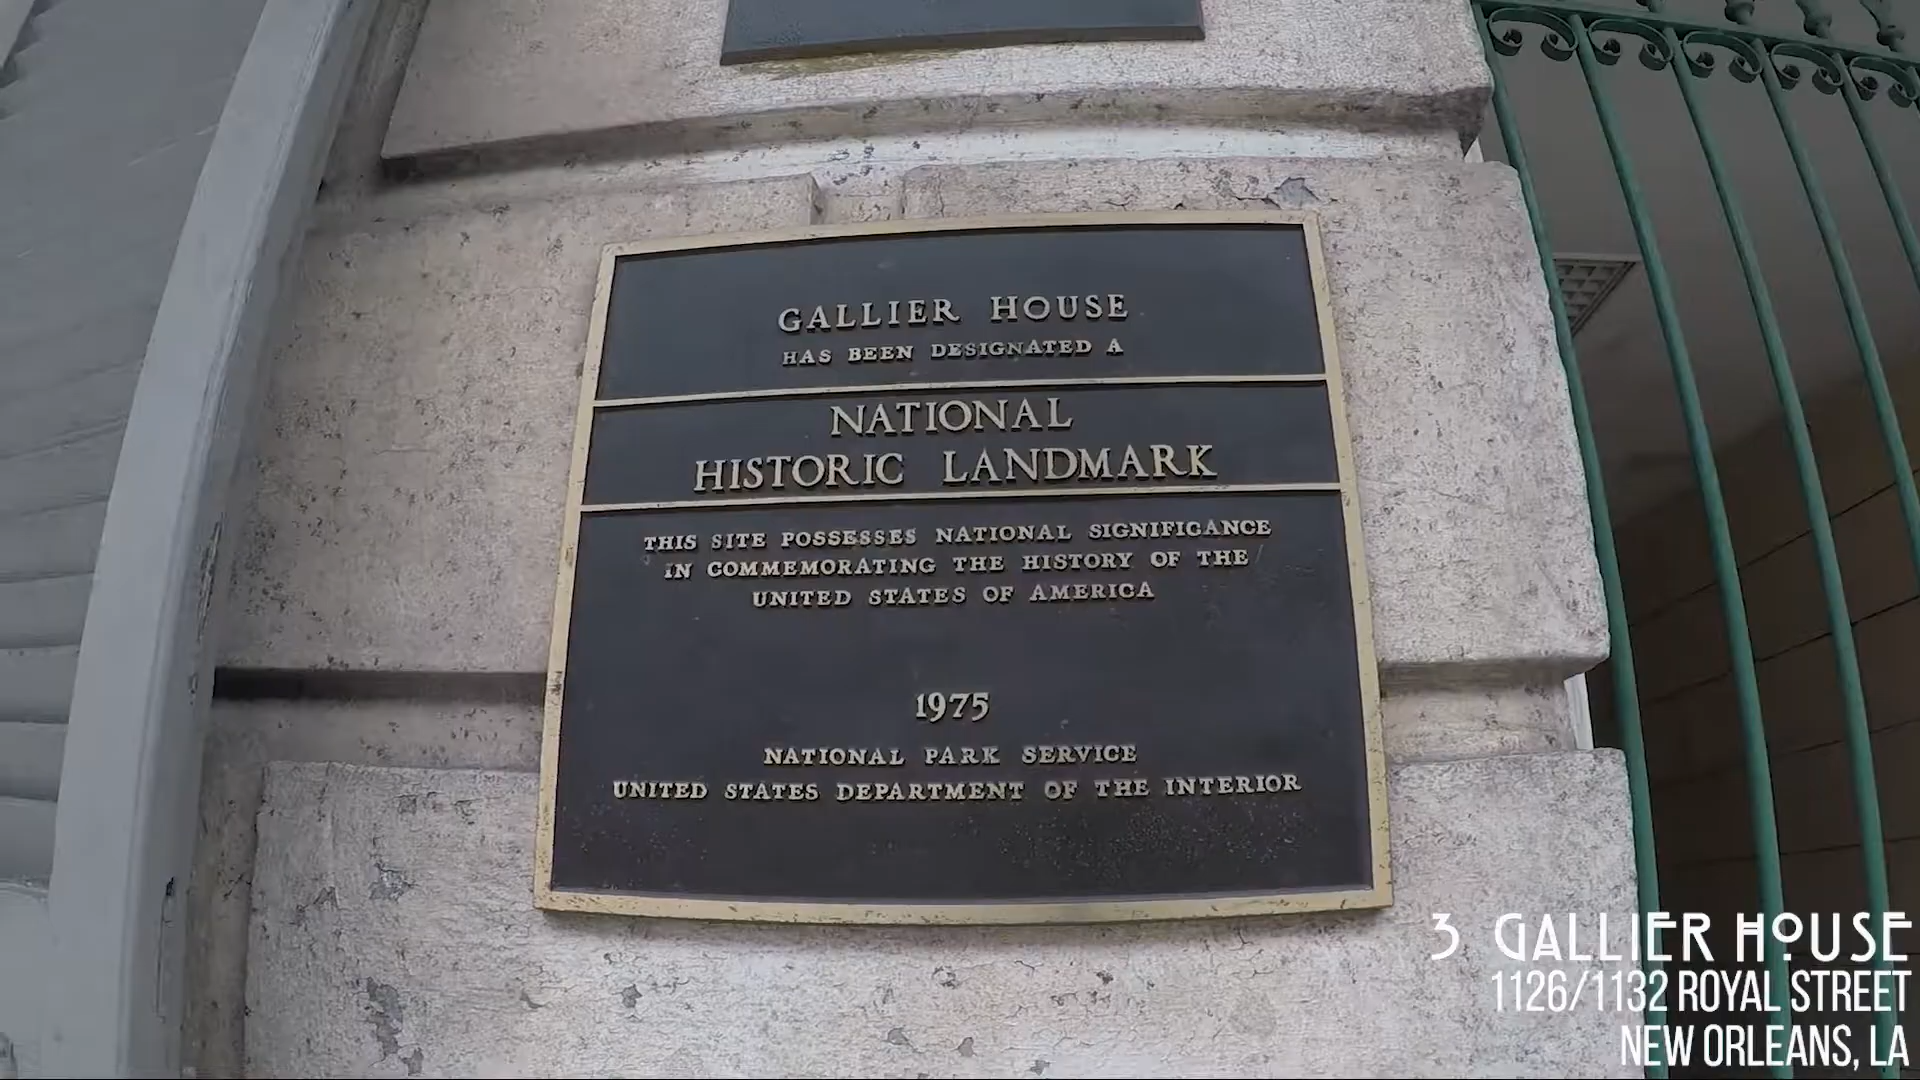 GALLIER HOUSE
HAS BEEN DESIGNATED A
NATIONAL
HISTORIC LANDMARK
THIS SITE POSSESSES NATIONAL SIGNIFICANCE
IN COMMEMORATING THE HISTORY OF THE
UNITED STATES OF AMERICA
1975
NATIONAL PARK SERVICE
UNITED STATES DEPARTMENT OF THE INTERIOR
3 GALLIER HOUSE
1126/1132 ROYAL STREET
NEW ORLEANS, LA